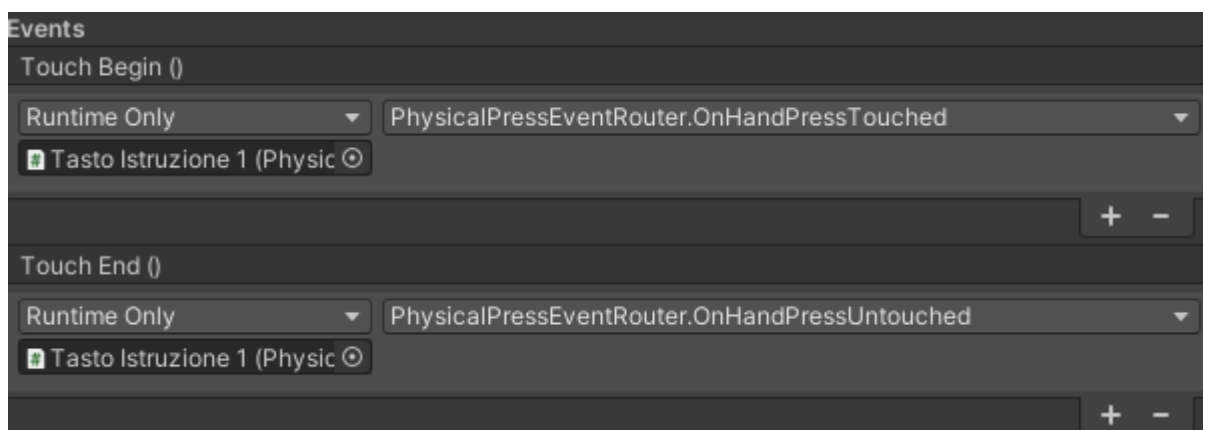 Events
Touch Begin ()
Runtime Only PhysicalPressEventRouter.OnHandPressTouched
Tasto Istruzione 1 (Physic
+ -
Touch End ()
Runtime Only PhysicalPressEventRouter.OnHandPressUntouched
Tasto Istruzione 1 (Physic
+ -